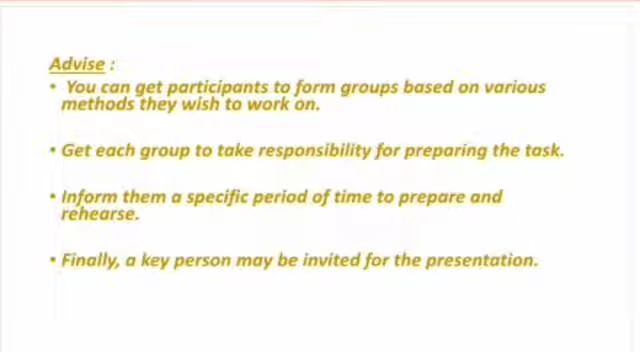 Advise :
• You can get participants to form groups based on various
methods they wish to work on.
• Get each group to take responsibility for preparing the task.
• Inform them a specific period of time to prepare and
rehearse.
• Finally, a key person may be invited for the presentation.